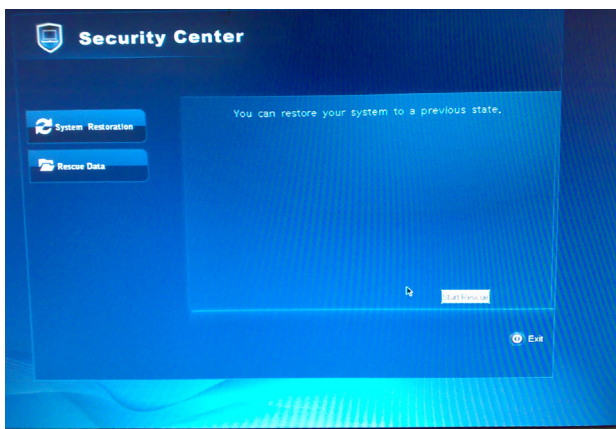 Security Center
System Restoration
Rescue Data
You can restore your system to a previous state.
Start Rescue
Exit